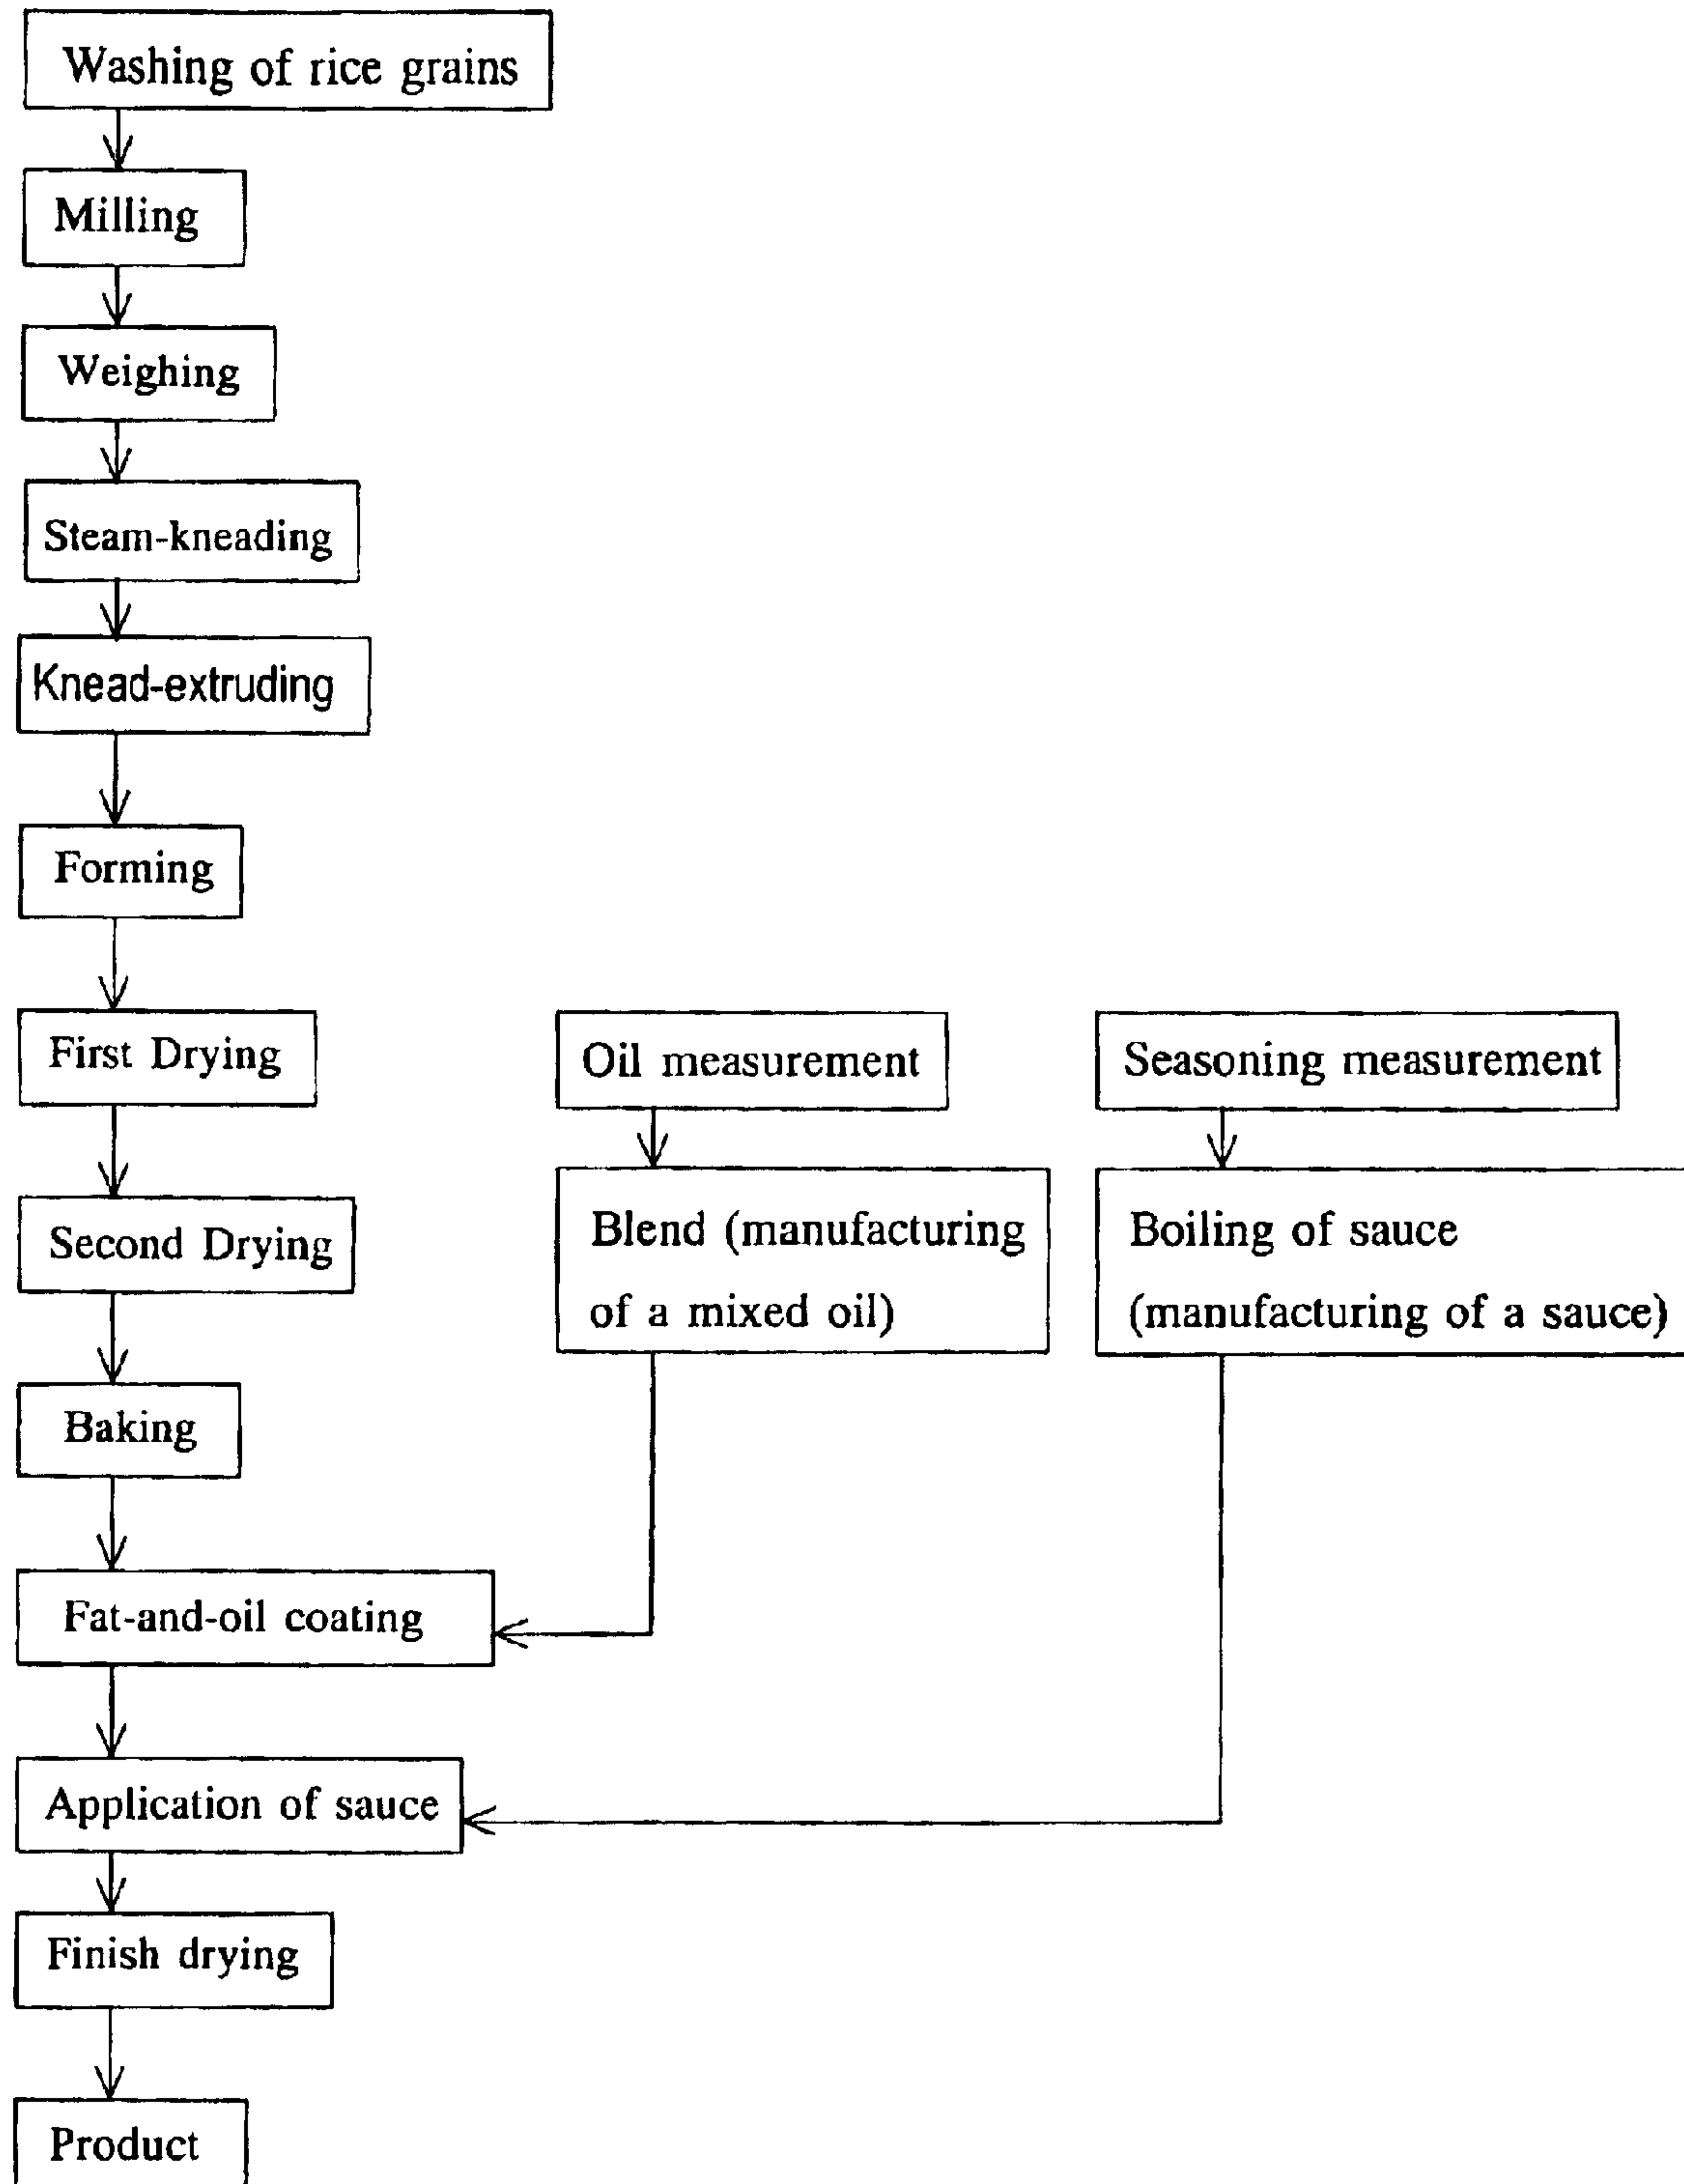 Washing of rice grains
Milling
Weighing
Steam-kneading
Knead-extruding
Forming
First Drying
Second Drying
Baking
Fat-and-oil coating
Application of sauce
Finish drying
Product
Oil measurement
Blend (manufacturing
of a mixed oil)
Seasoning measurement
Boiling of sauce
(manufacturing of a sauce)